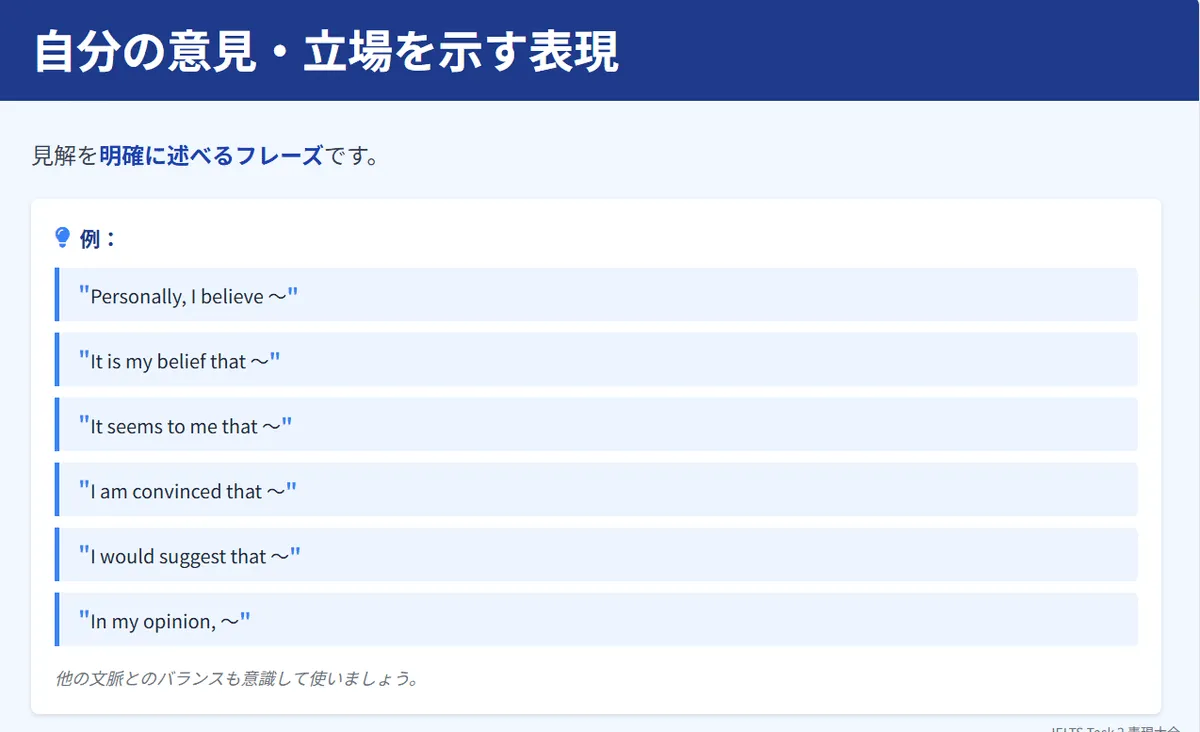 自分の意見・立場を示す表現
見解を明確に述べるフレーズです。
例：
"Personally, I believe ～"
"It is my belief that ～"
"It seems to me that ～"
"I am convinced that ～"
"I would suggest that ～"
"In my opinion, ～"
他の文脈とのバランスも意識して使いましょう。
IELTS Task 2 表現大全